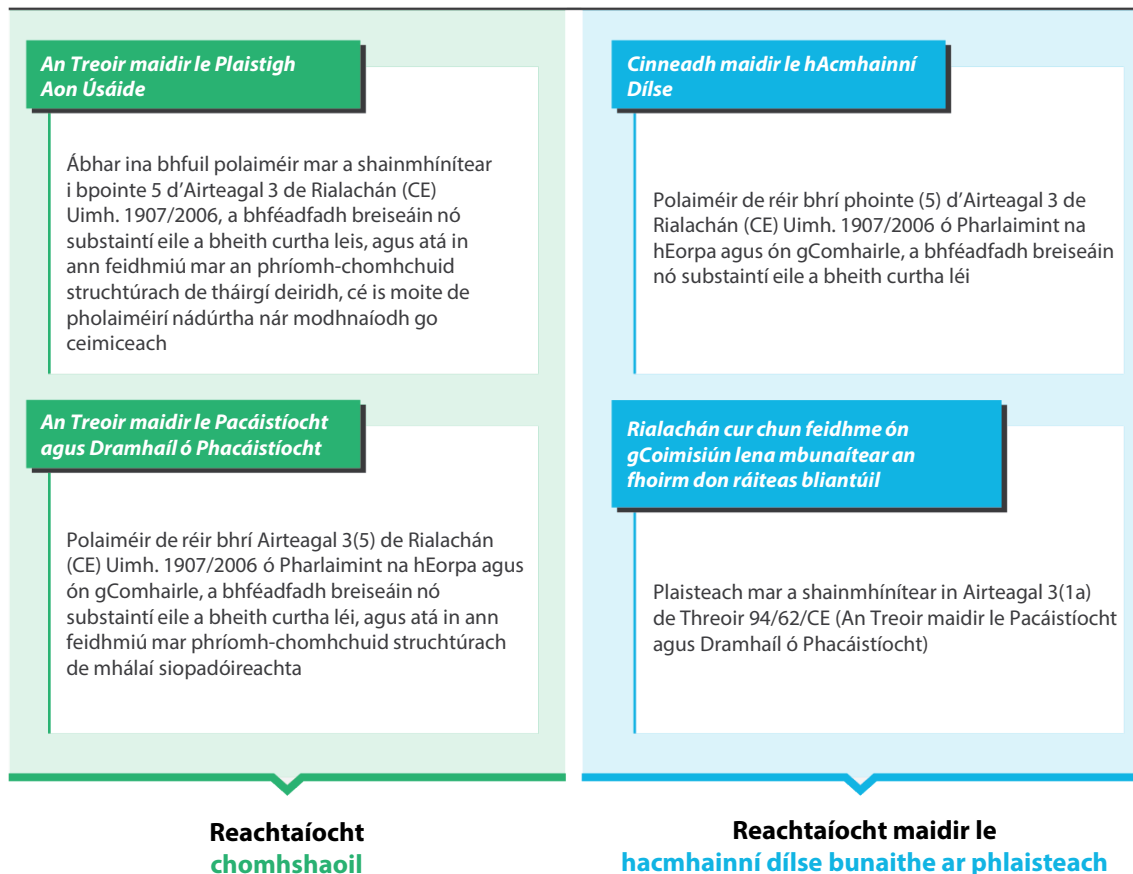 An Treoir maidir le Plaistigh
Aon Úsáide
Ábhar ina bhfuil polaiméir mar a shainmhínítear
i bpointe 5 d'Airteagal 3 de Rialachán (CE)
Uimh. 1907/2006, a bhféadfadh breiseáin nó
substaintí eile a bheith curtha leis, agus atá in
ann feidhmiú mar an phríomh-chomhchuid
struchtúrach de tháirgí deiridh, cé is moite de
pholaiméirí nádúrtha nár modhnaíodh go
ceimiceach
An Treoir maidir le Pacáistíocht
agus Dramhaíl ó Phacáistíocht
Polaiméir de réir bhrí Airteagal 3(5) de Rialachán
(CE) Uimh. 1907/2006 ó Pharlaimint na hEorpa agus
ón gComhairle, a bhféadfadh breiseáin nó
substaintí eile a bheith curtha léi, agus atá in ann
feidhmiú mar phríomh-chomhchuid struchtúrach
de mhálaí siopadóireachta
Reachtaíocht
chomhshaoil
Cinneadh maidir le hAcmhainní
Dílse
Polaiméir de réir bhrí phointe (5) d'Airteagal 3 de
Rialachán (CE) Uimh. 1907/2006 ó Pharlaimint na
hEorpa agus ón gComhairle, a bhféadfadh breiseáin
nó substaintí eile a bheith curtha léi
Rialachán cur chun feidhme ón
gCoimisiún lena mbunaítear an
fhoirm don ráiteas bliantúil
Plaisteach mar a shainmhínítear in Airteagal 3(1a)
de Threoir 94/62/CE (An Treoir maidir le Pacáistíocht
agus Dramhaíl ó Phacáistíocht)
Reachtaíocht maidir le
hacmhainní dílse bunaithe ar phlaisteach